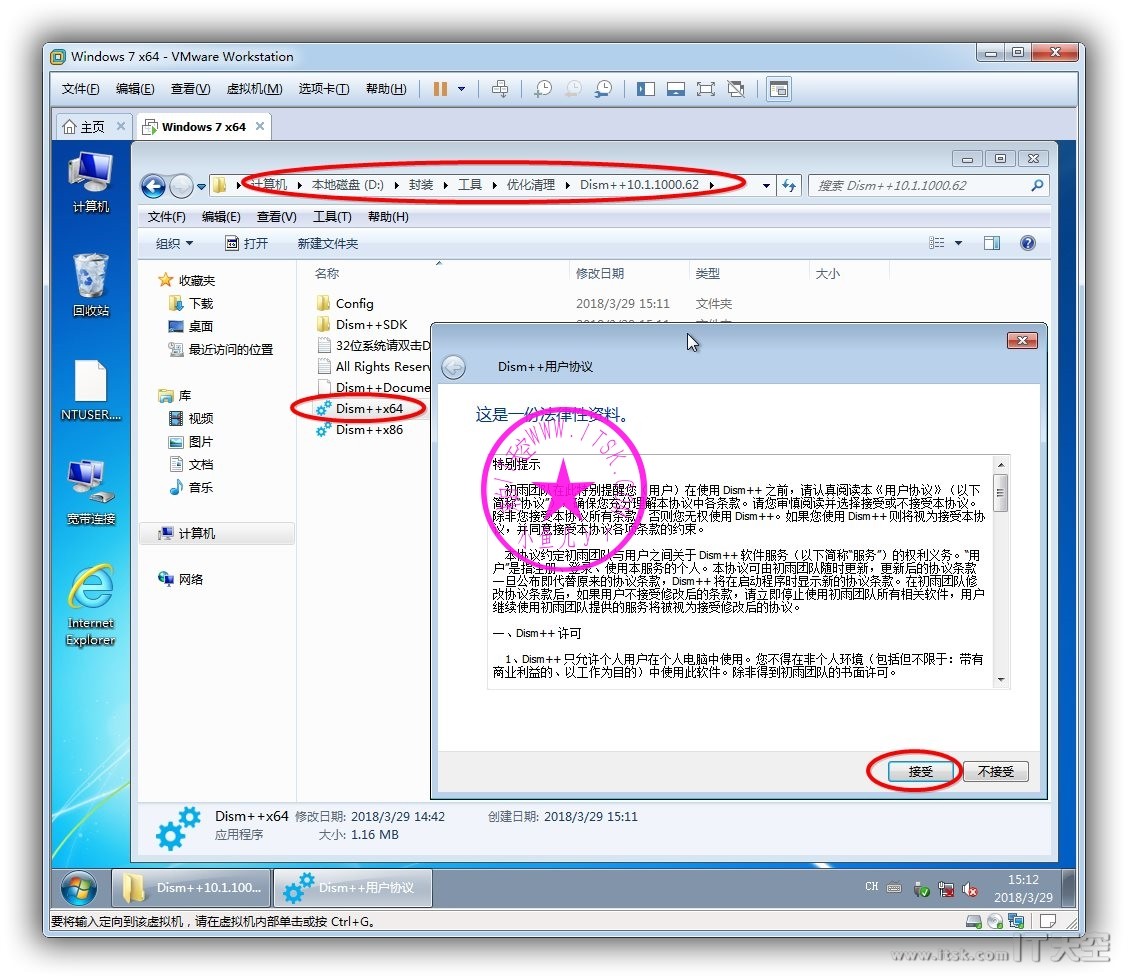 Windows 7 x64 - VMware Workstation
文件(F) 编辑(E) 查看(V) 虚拟机(M) 选项卡(T) 帮助(H)
主页 Windows 7 x64
计算机 本地磁盘 (D:) 封装 工具 优化清理 Dism++10.1.1000.62
搜索 Dism++10.1.1000.62
文件(F) 编辑(E) 查看(V) 工具(T) 帮助(H)
组织 打开 新建文件夹
计算机
回收站
NTUSER....
宽带连接
Internet
Explorer
收藏夹
下载
桌面
最近访问的位置
库
视频
图片
文档
音乐
计算机
网络
名称 修改日期 类型 大小
Config 2018/3/29 15:11 文件夹
Dism++SDK
32位系统请双击D
All Rights Reserv
Dism++Docume
Dism++x64
Dism++x86
Dism++用户协议
这是一份法律性资料。
特别提示
初雨团队在此特别提醒您 用户）在使用 Dism++ 之前，请认真阅读本《用户协议》（以下
简称“协议” 确保您充分理解本协议中各条款。请您审慎阅读并选择接受或不接受本协议。
除非您接受本协议所有条款，否则您无权使用 Dism++。如果您使用 Dism++ 则将视为接受本协
议，并同意接受本协议各项条款的约束。
本协议约定初雨团队与用户之间关于 Dism++ 软件服务（以下简称“服务”）的权利义务。“用
户”是指注册、登录、使用本服务的个人。本协议可由初雨团队随时更新，更新后的协议条款
一旦公布即代替原来的协议条款，Dism++ 将在启动程序时显示新的协议条款。在初雨团队修
改协议条款后，如果用户不接受修改后的条款，请立即停止使用初雨团队所有相关软件，用户
继续使用初雨团队提供的服务将被视为接受修改后的协议。
一、Dism++ 许可
1、Dism++ 只允许个人用户在个人电脑中使用。您不得在非个人环境（包括但不限于：带有
商业利益的、以工作为目的）中使用此软件。除非得到初雨团队的书面许可。
接受 不接受
Dism++x64 修改日期: 2018/3/29 14:42 创建日期: 2018/3/29 15:11
应用程序 大小: 1.16 MB
Dism++10.1.100... Dism++用户协议
CH
15:12
2018/3/29
要将输入定向到该虚拟机，请在虚拟机内部单击或按 Ctrl+G。
www.itsk.com IT天空